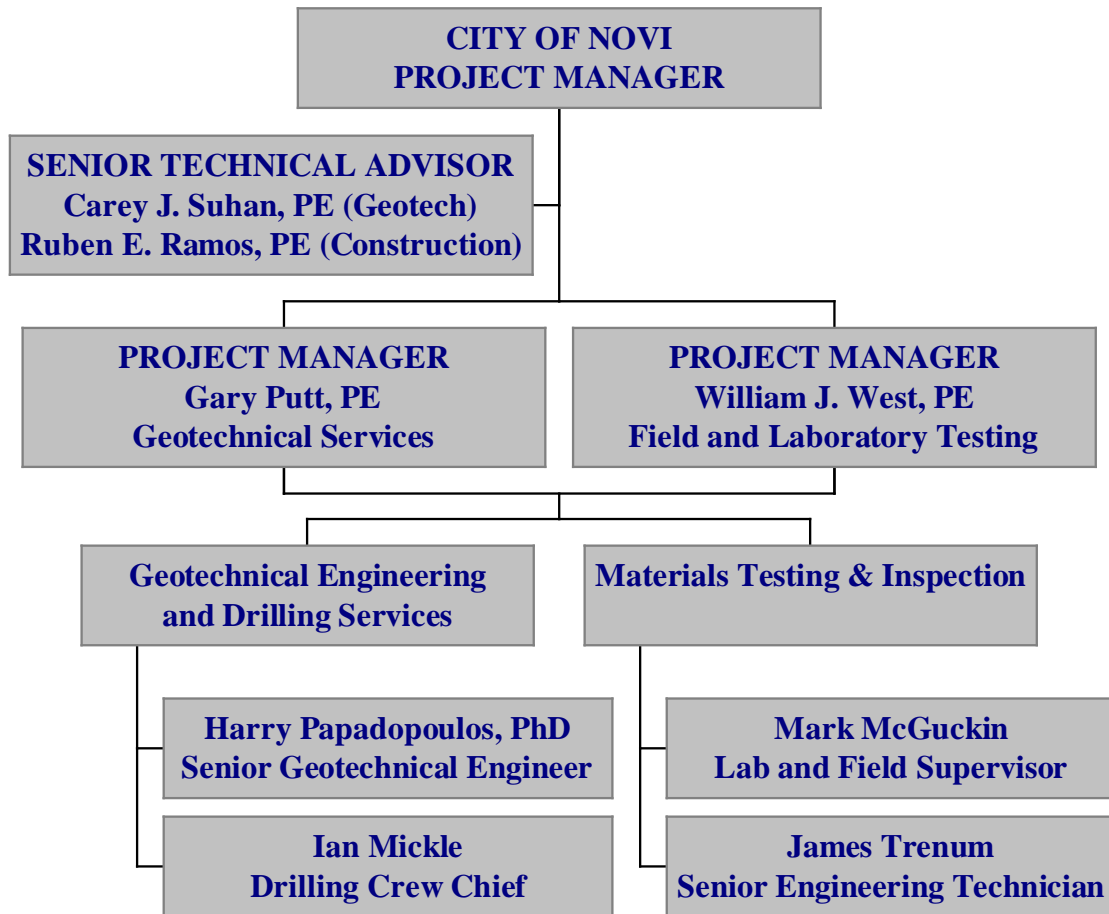 CITY OF NOVI
PROJECT MANAGER
SENIOR TECHNICAL ADVISOR
Carey J. Suhan, PE (Geotech)
Ruben E. Ramos, PE (Construction)
PROJECT MANAGER
Gary Putt, PE
Geotechnical Services
PROJECT MANAGER
William J. West, PE
Field and Laboratory Testing
Geotechnical Engineering
and Drilling Services
Materials Testing & Inspection
Harry Papadopoulos, PhD
Senior Geotechnical Engineer
Mark McGuckin
Lab and Field Supervisor
Ian Mickle
Drilling Crew Chief
James Trenum
Senior Engineering Technician